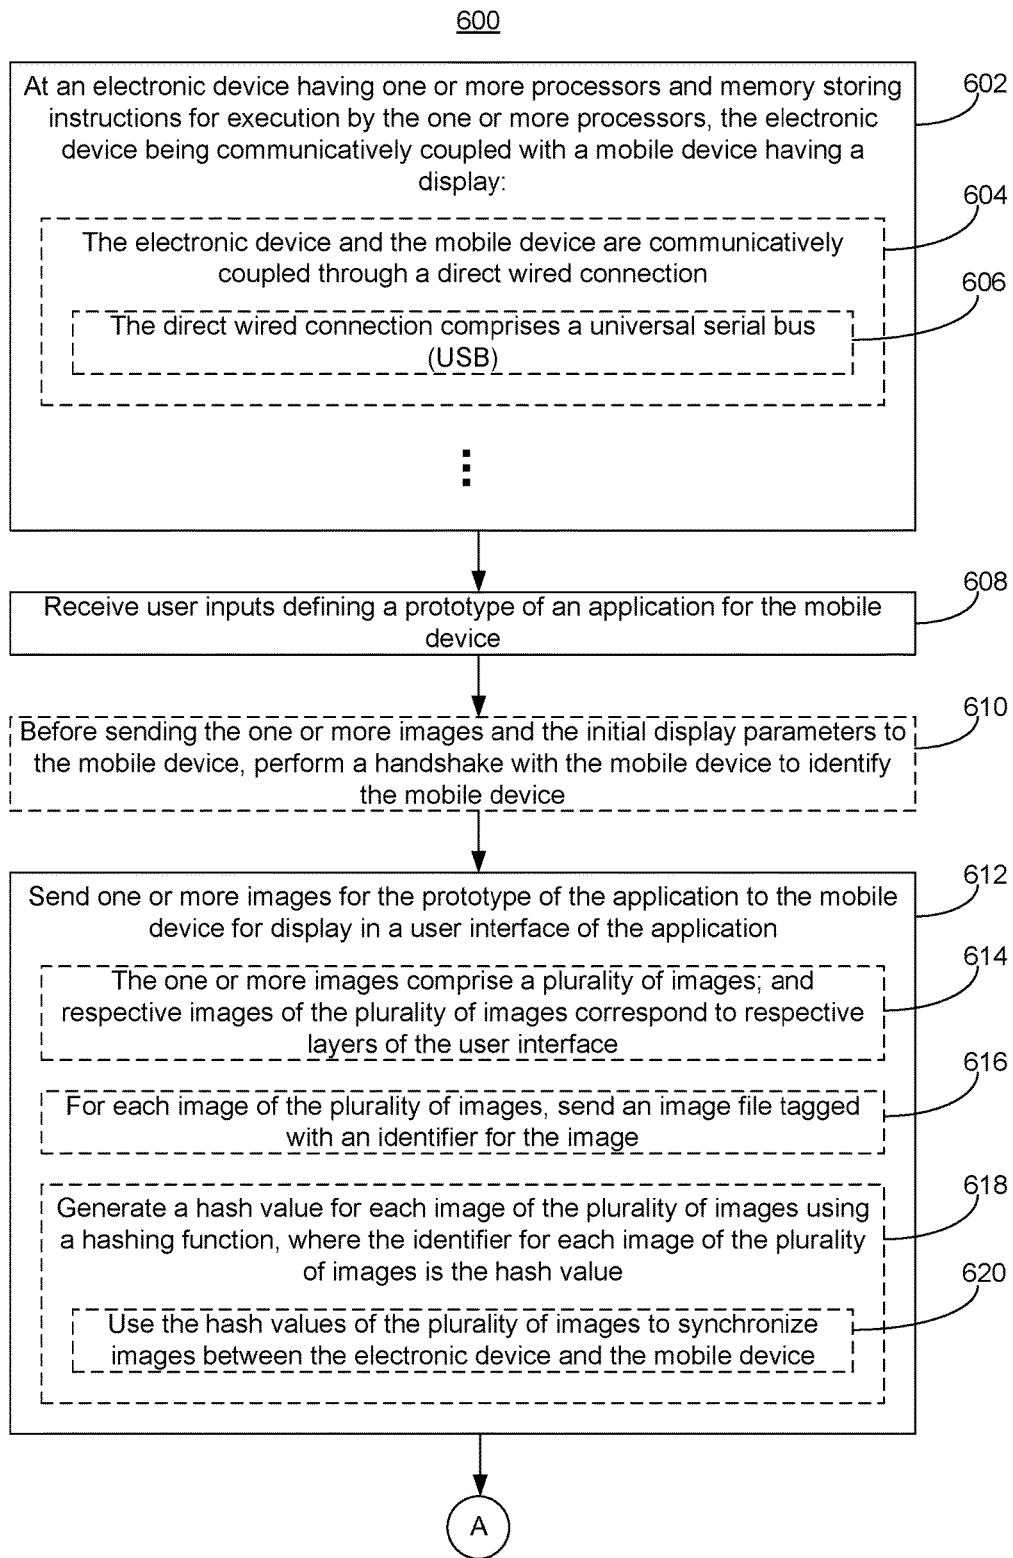 600
At an electronic device having one or more processors and memory storing
instructions for execution by the one or more processors, the electronic
device being communicatively coupled with a mobile device having a
display:
602
The electronic device and the mobile device are communicatively
coupled through a direct wired connection
604
The direct wired connection comprises a universal serial bus
(USB)
606
Receive user inputs defining a prototype of an application for the mobile
device
608
Before sending the one or more images and the initial display parameters to
the mobile device, perform a handshake with the mobile device to identify
the mobile device
610
Send one or more images for the prototype of the application to the mobile
device for display in a user interface of the application
612
The one or more images comprise a plurality of images; and
respective images of the plurality of images correspond to respective
layers of the user interface
614
For each image of the plurality of images, send an image file tagged
with an identifier for the image
616
Generate a hash value for each image of the plurality of images using
a hashing function, where the identifier for each image of the plurality
of images is the hash value
618
Use the hash values of the plurality of images to synchronize
images between the electronic device and the mobile device
620
A